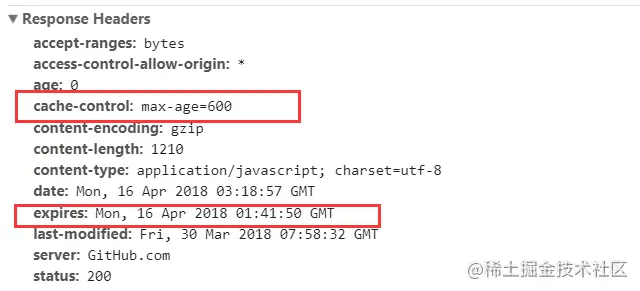 Response Headers
accept-ranges: bytes
access-control-allow-origin: *
age: 0
cache-control: max-age=600
content-encoding: gzip
content-length: 1210
content-type: application/javascript; charset=utf-8
date: Mon, 16 Apr 2018 03:18:57 GMT
expires: Mon, 16 Apr 2018 01:41:50 GMT
last-modified: Fri, 30 Mar 2018 07:58:32 GMT
server: GitHub.com
status: 200
@稀土掘金技术社区